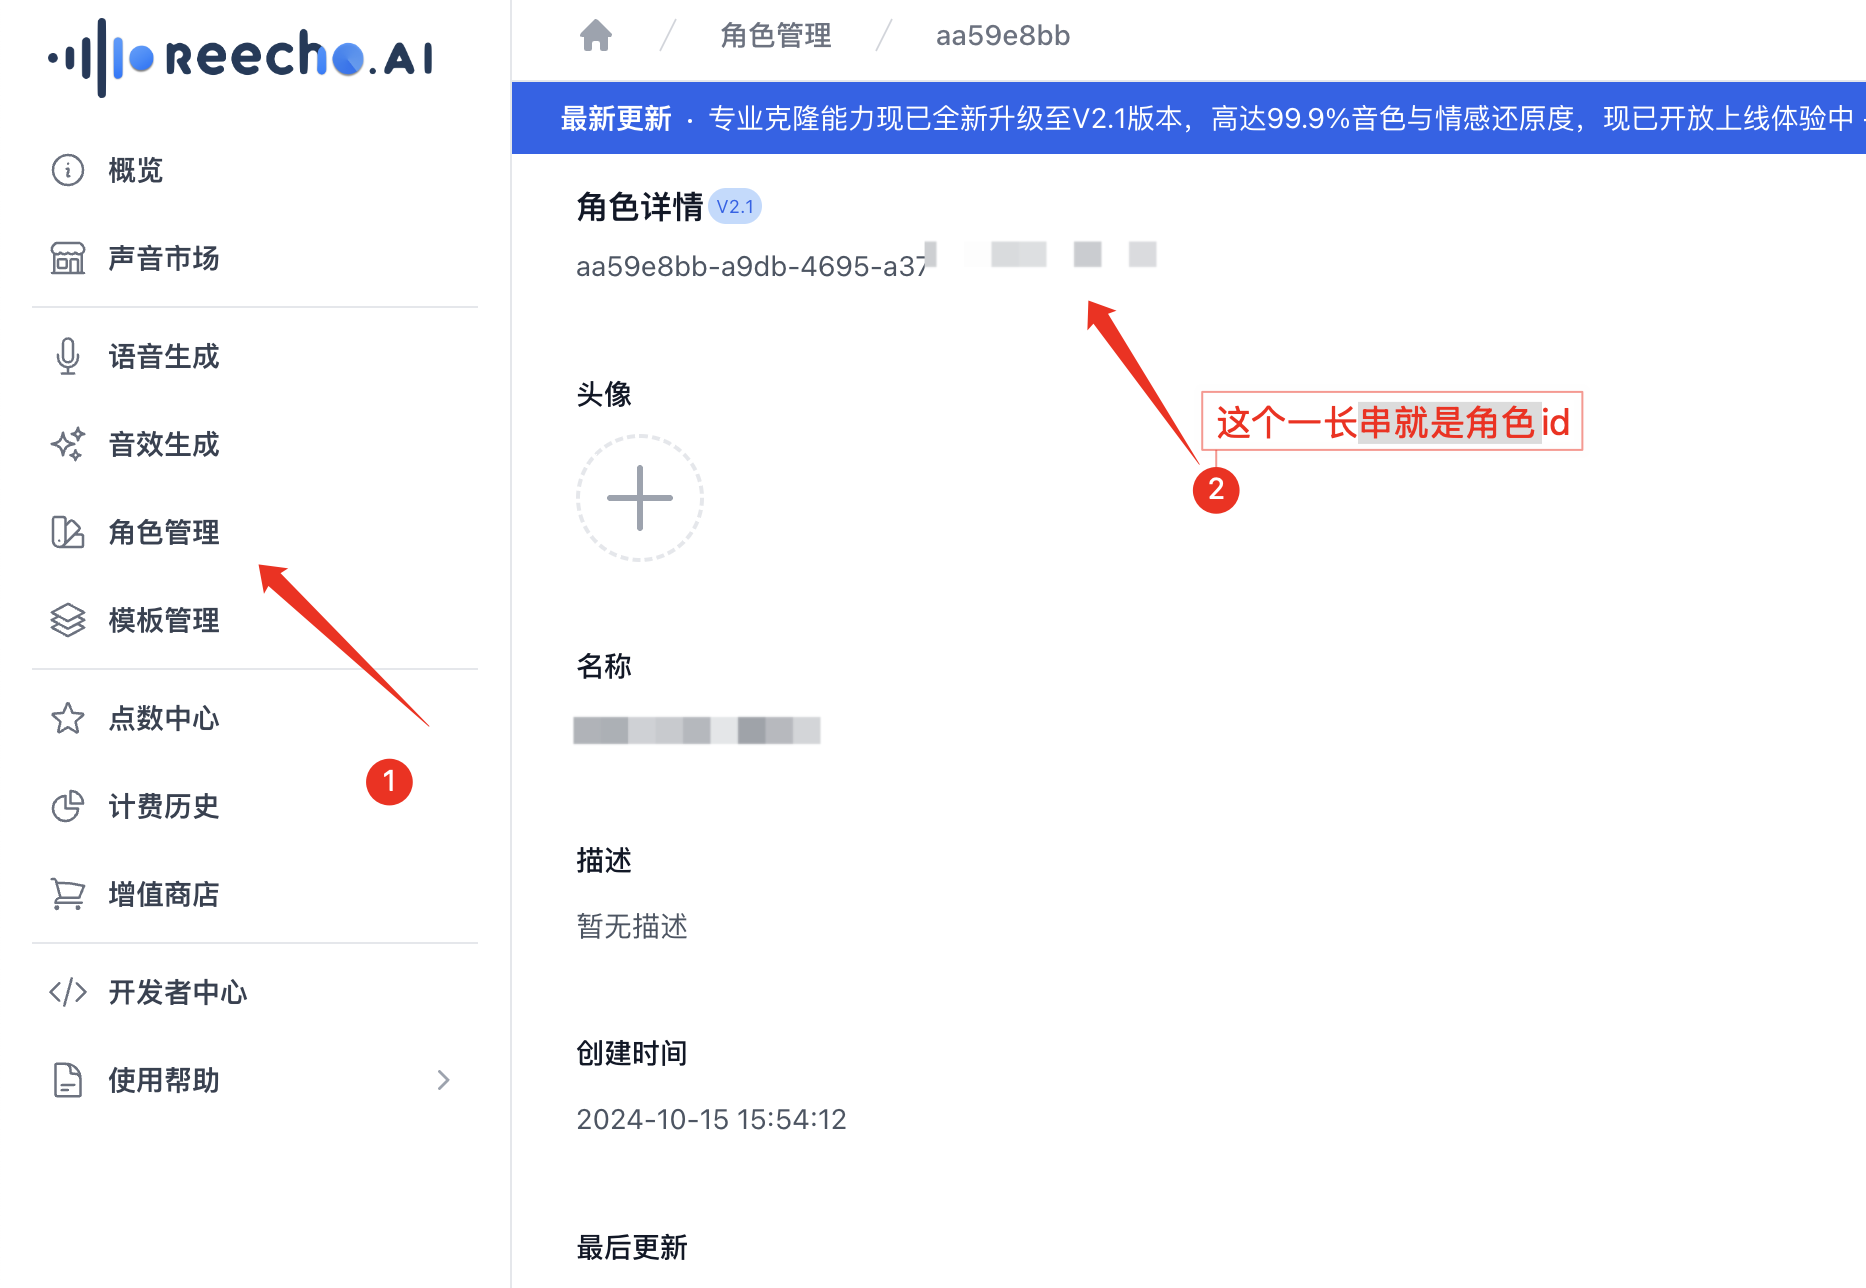 reecho.AI
概览
声音市场
语音生成
音效生成
角色管理
模板管理
1
点数中心
计费历史
增值商店
开发者中心
使用帮助
角色管理 / aa59e8bb
最新更新 · 专业克隆能力现已全新升级至V2.1版本，高达99.9%音色与情感还原度，现已开放上线体验中
角色详情 V2.1
aa59e8bb-a9db-4695-a37
这个一长串就是角色id
2
头像
名称
描述
暂无描述
创建时间
2024-10-15 15:54:12
最后更新